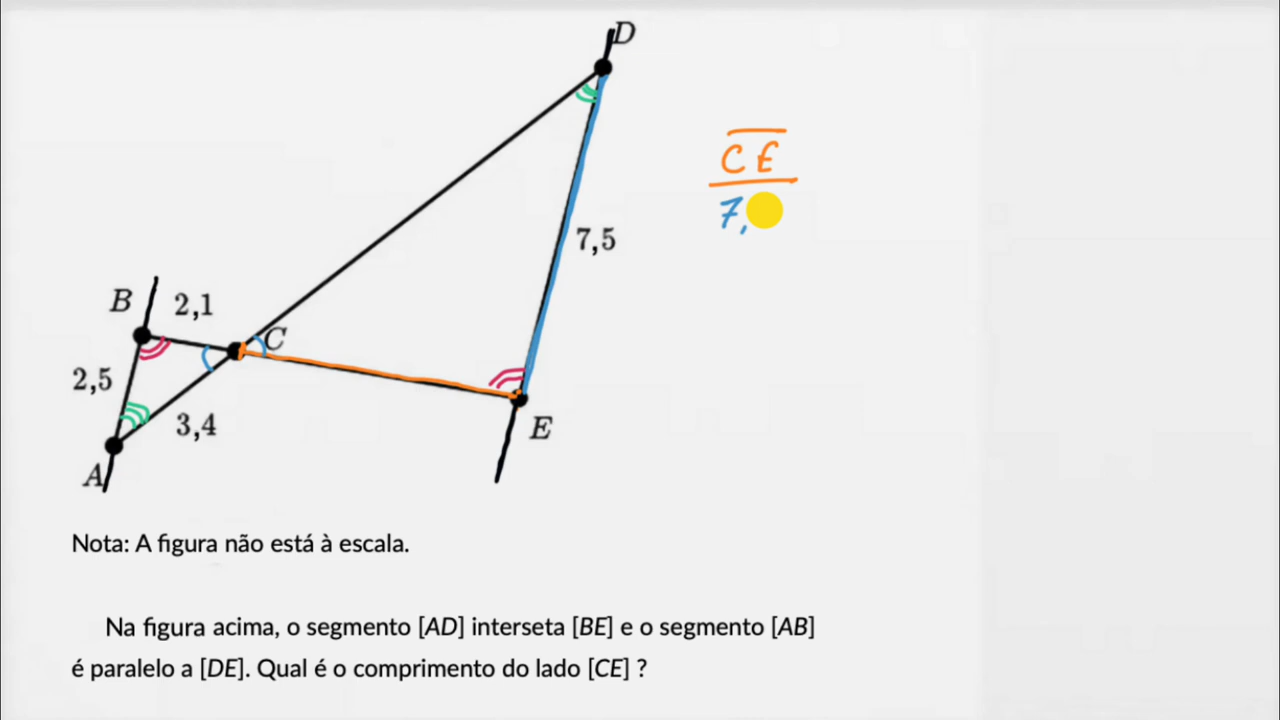 D
C E
7,
7,5
B 2,1
C
2,5
3,4
E
A
Nota: A figura não está à escala.
Na figura acima, o segmento [AD] interseta [BE] e o segmento [AB]
é paralelo a [DE]. Qual é o comprimento do lado [CE] ?